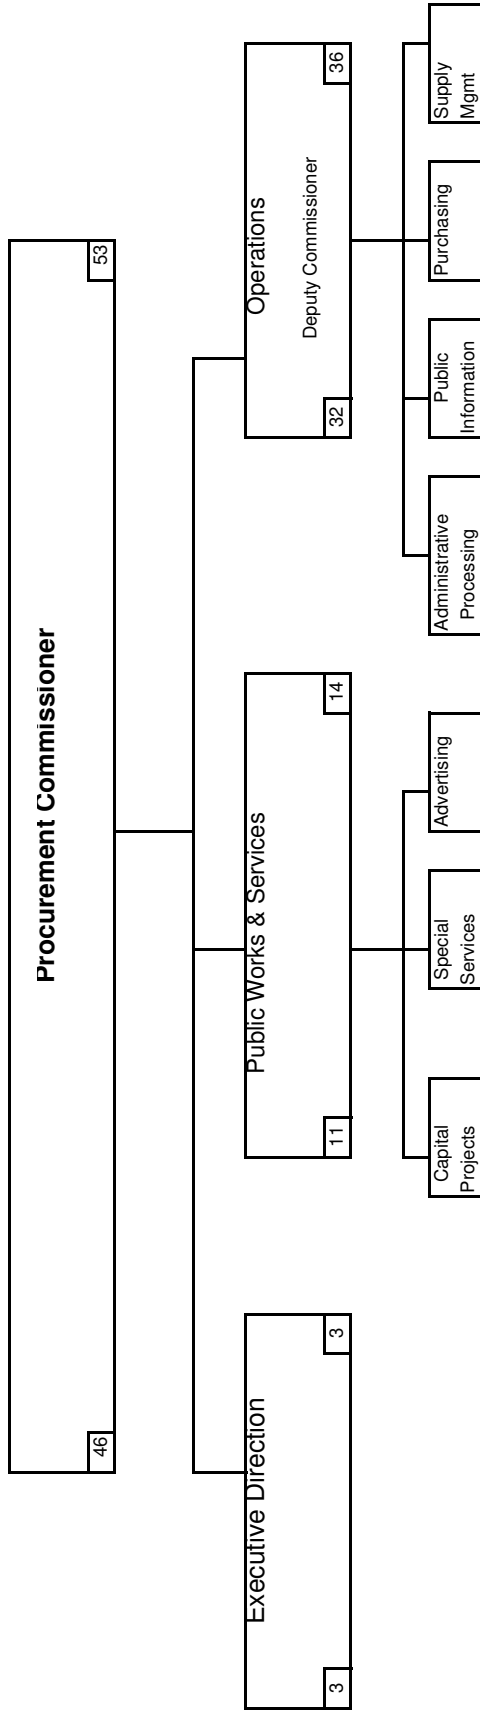 Procurement Commissioner
46
53
Executive Direction
3
3
Public Works & Services
11
14
Operations
Deputy Commissioner
32
36
Capital
Projects
Special
Services
Advertising
Administrative
Processing
Public
Information
Purchasing
Supply
Mgmt